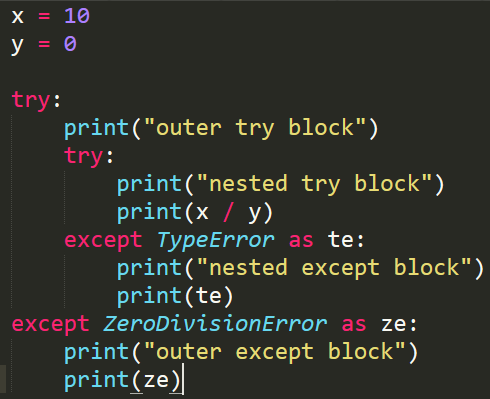 x = 10
y = 0

try:
    print("outer try block")
    try:
        print("nested try block")
        print(x / y)
    except TypeError as te:
        print("nested except block")
        print(te)
except ZeroDivisionError as ze:
    print("outer except block")
    print(ze)